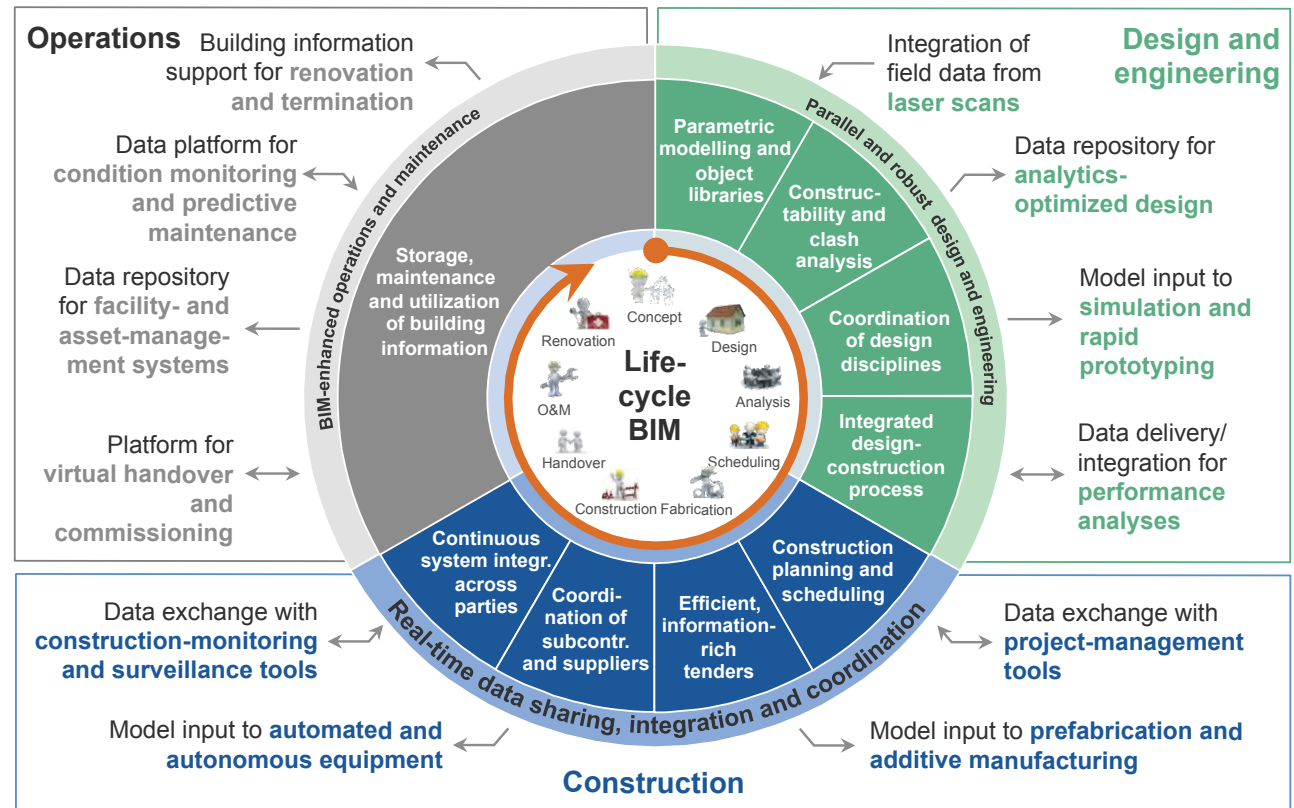 Operations
Building information
support for renovation
and termination
Data platform for
condition monitoring
and predictive
maintenance
Data repository
for facility- and
asset-manage-
ment systems
Platform for
virtual handover
and
commissioning
BIM-enhanced operations and maintenance
Storage,
maintenance
and utilization
of building
information
Design and
engineering
Integration of
field data from
laser scans
Data repository for
analytics-
optimized design
Model input to
simulation and
rapid
prototyping
Data delivery/
integration for
performance
analyses
Parallel and robust design and engineering
Parametric
modelling and
object
libraries
Construc-
tability and
clash
analysis
Coordination
of design
disciplines
Integrated
design-
construction
process
Life-
cycle
BIM
Concept
Design
Analysis
Scheduling
Fabrication
Construction
Handover
O&M
Renovation
Continuous
system integr.
across
parties
Coordi-
nation of
subcontr.
and suppliers
Efficient,
information-
rich
tenders
Construction
planning and
scheduling
Real-time data sharing, integration and coordination
Data exchange with
construction-monitoring
and surveillance tools
Model input to automated and
autonomous equipment
Data exchange with
project-management
tools
Model input to prefabrication and
additive manufacturing
Construction